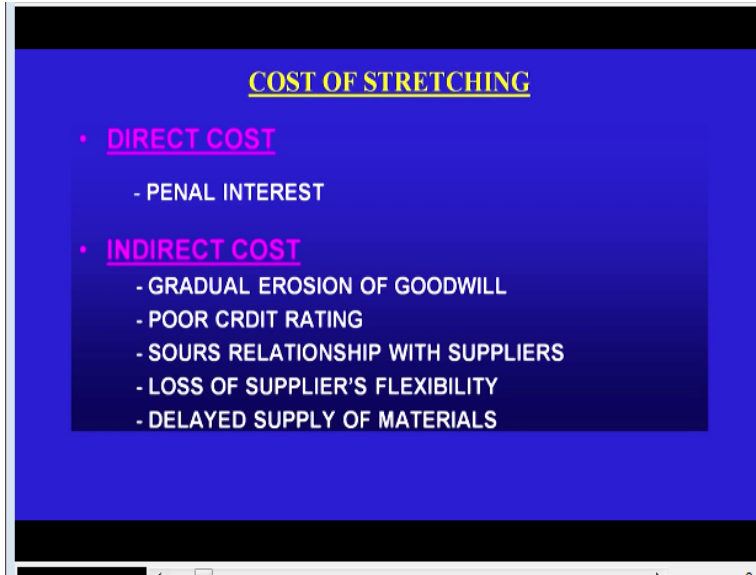 COST OF STRETCHING
• DIRECT COST
- PENAL INTEREST
• INDIRECT COST
- GRADUAL EROSION OF GOODWILL
- POOR CRDIT RATING
- SOURS RELATIONSHIP WITH SUPPLIERS
- LOSS OF SUPPLIER'S FLEXIBILITY
- DELAYED SUPPLY OF MATERIALS